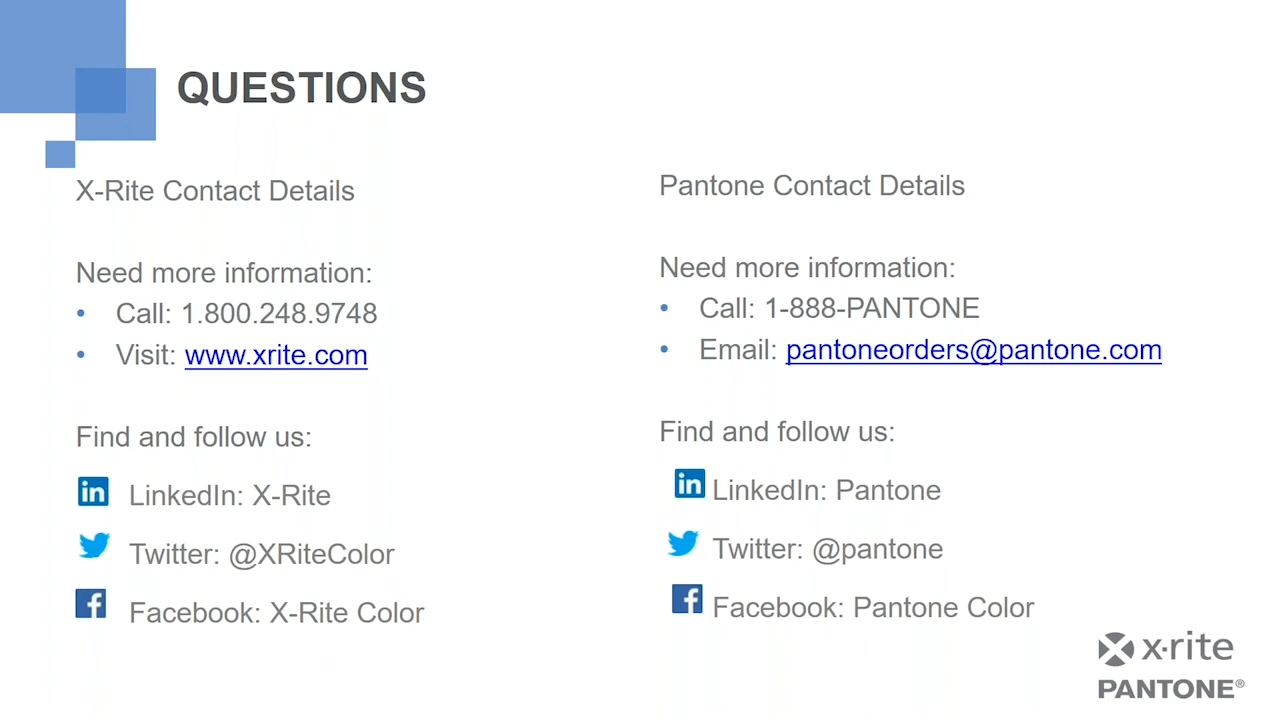 QUESTIONS
X-Rite Contact Details
Need more information:
• Call: 1.800.248.9748
• Visit: www.xrite.com
Find and follow us:
in LinkedIn: X-Rite
Twitter: @XRiteColor
f Facebook: X-Rite Color
Pantone Contact Details
Need more information:
• Call: 1-888-PANTONE
• Email: pantoneorders@pantone.com
Find and follow us:
in LinkedIn: Pantone
Twitter: @pantone
f Facebook: Pantone Color
x·rite
PANTONE®